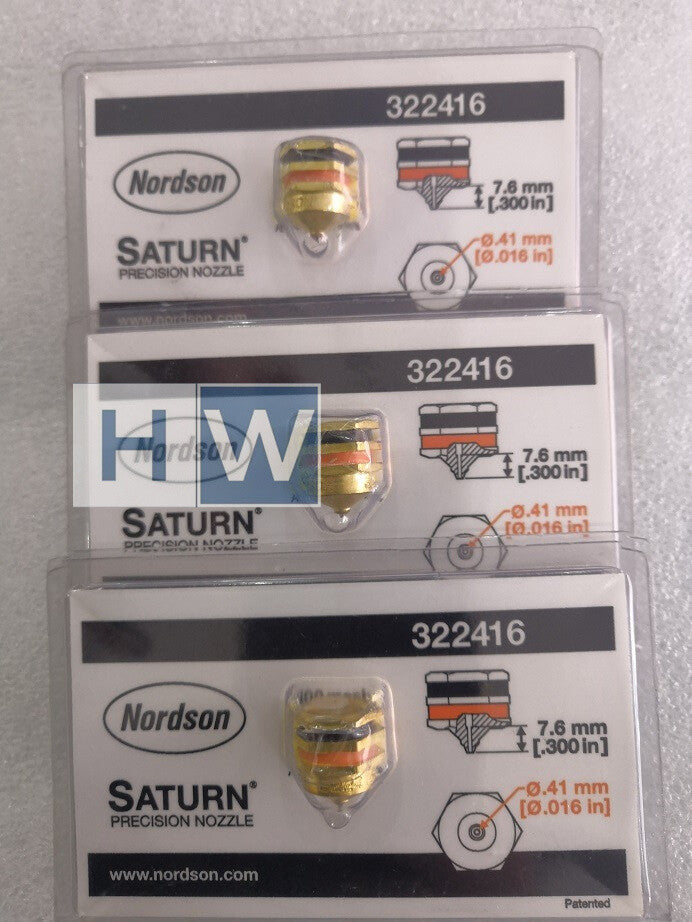 322416
Nordson
7.6 mm
[.300 in]
SATURN®
PRECISION NOZZLE
Ø.41 mm
[Ø.016 in]
www.nordson.com
322416
HW
Nordson
7.6 mm
[.300 in]
SATURN®
PRECISION NOZZLE
Ø.41 mm
[Ø.016 in]
322416
Nordson
7.6 mm
[.300 in]
SATURN®
PRECISION NOZZLE
Ø.41 mm
[Ø.016 in]
www.nordson.com
Patented